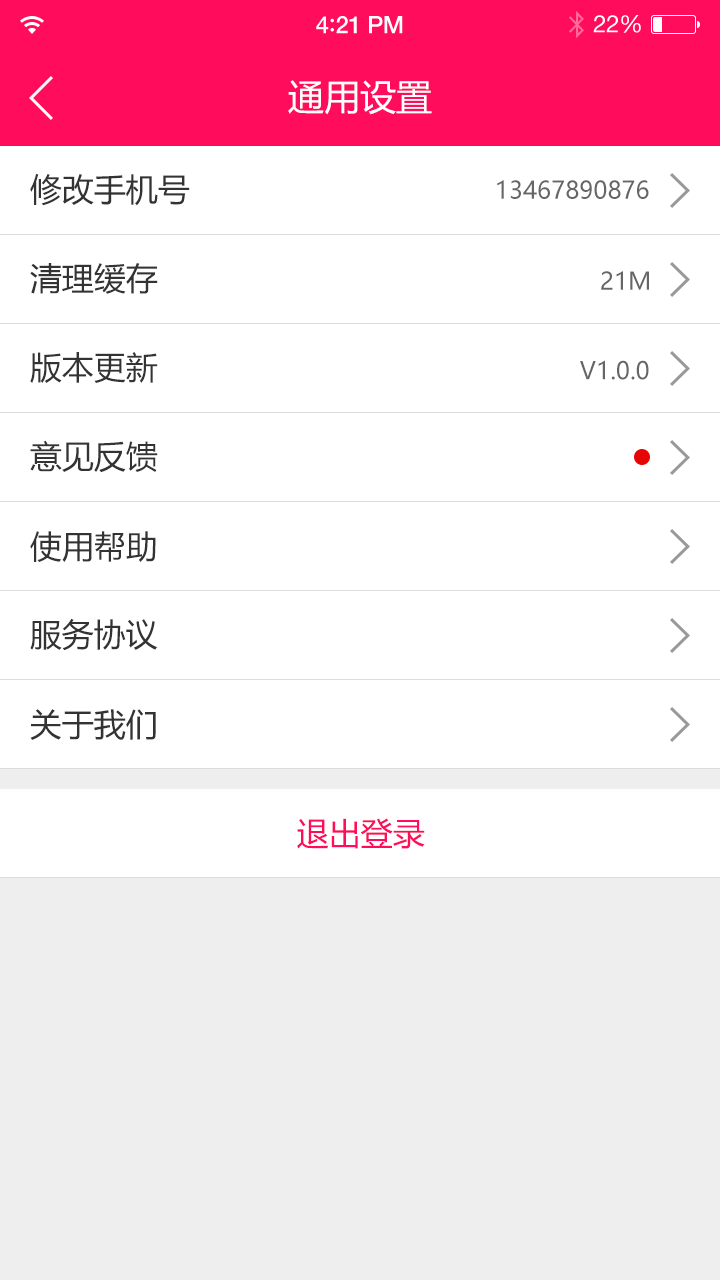 4:21 PM 22%
通用设置
修改手机号 13467890876
清理缓存 21M
版本更新 V1.0.0
意见反馈
使用帮助
服务协议
关于我们
退出登录